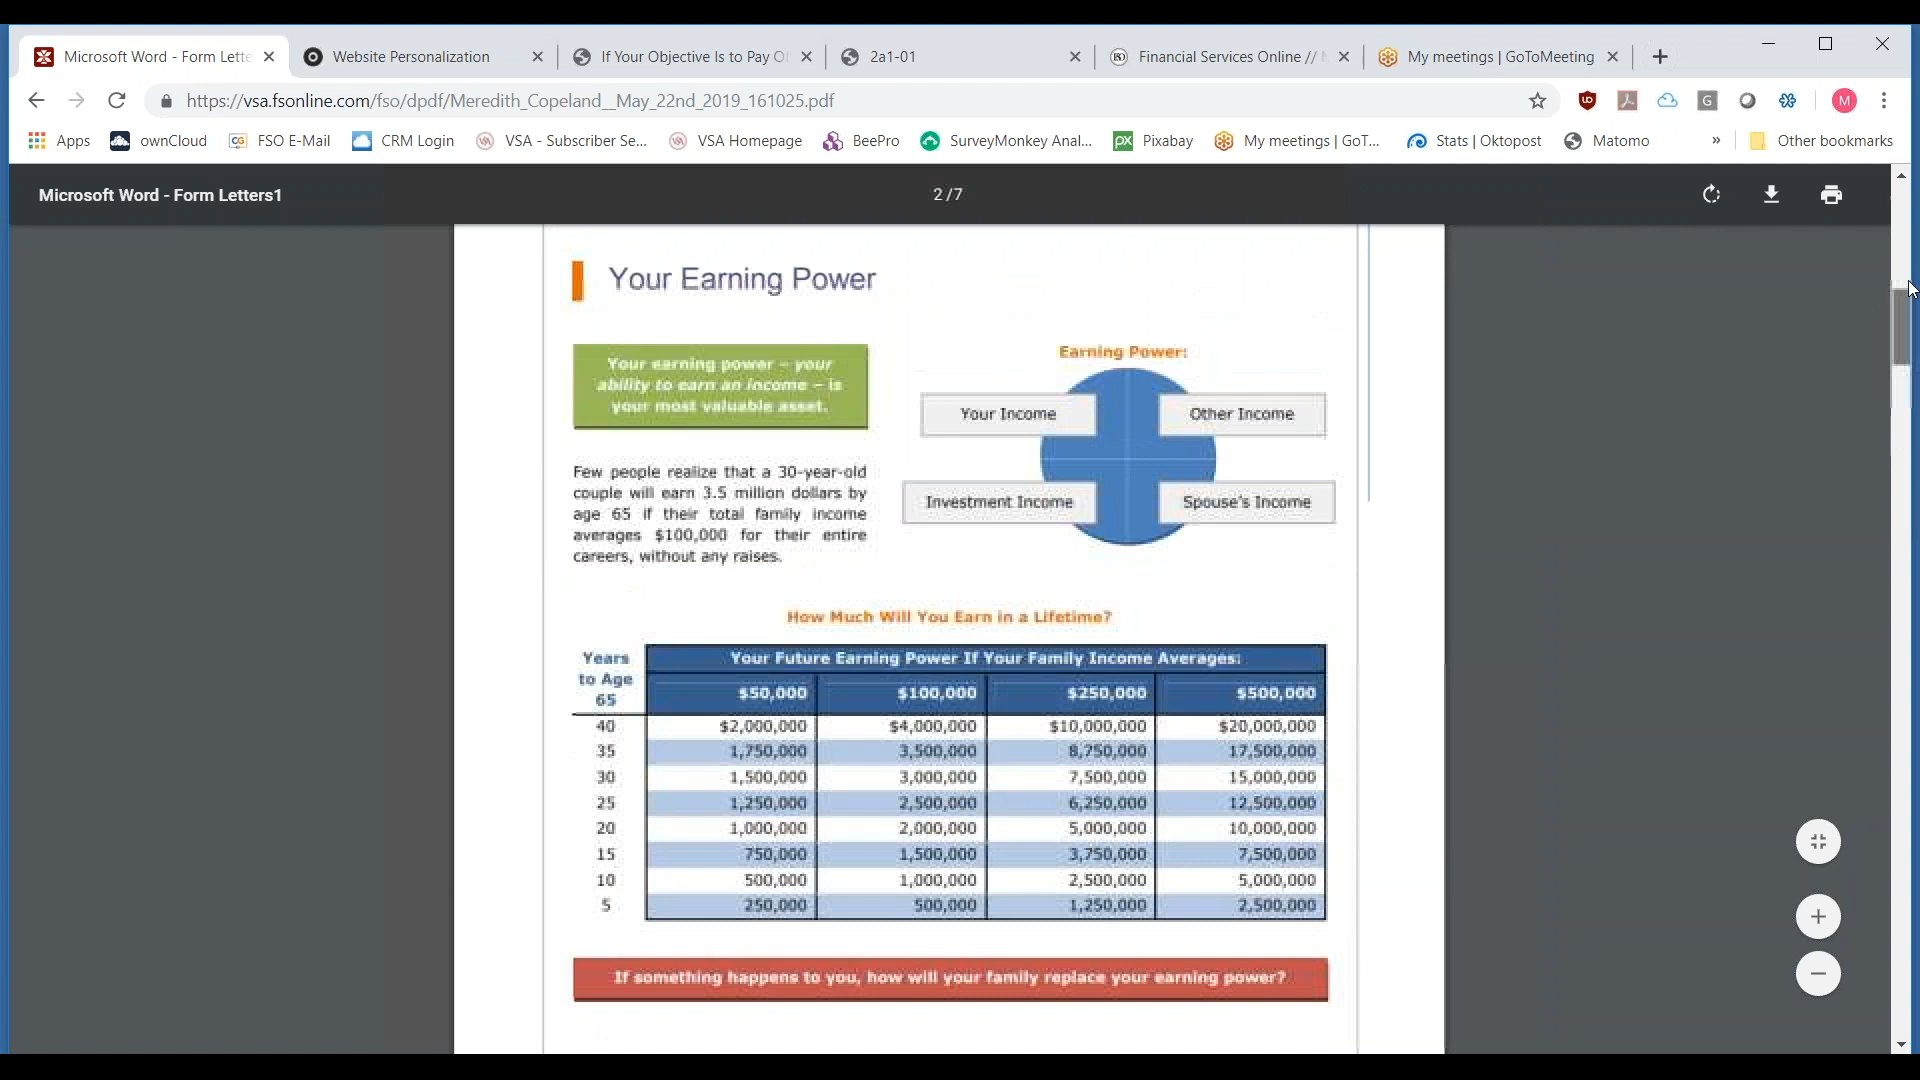 Microsoft Word - Form Lette
Website Personalization
If Your Objective Is to Pay O
2a1-01
Financial Services Online //
My meetings | GoToMeeting
https://vsa.fsonline.com/fso/dpdf/Meredith_Copeland__May_22nd_2019_161025.pdf
UD
G
M
Apps
ownCloud
CG FSO E-Mail
CRM Login
VSA - Subscriber Se...
VSA Homepage
BeePro
SurveyMonkey Anal...
px Pixabay
My meetings | GoT...
Stats | Oktopost
Matomo
»
Other bookmarks
Microsoft Word - Form Letters1
2 / 7
Your Earning Power
Your earning power – your
ability to earn an income – is
your most valuable asset.
Few people realize that a 30-year-old
couple will earn 3.5 million dollars by
age 65 if their total family income
averages $100,000 for their entire
careers, without any raises.
Earning Power:
Your Income
Other Income
Investment Income
Spouse's Income
How Much Will You Earn in a Lifetime?
Years
to Age
65
Your Future Earning Power If Your Family Income Averages:
$50,000 $100,000 $250,000 $500,000
40 $2,000,000 $4,000,000 $10,000,000 $20,000,000
35 1,750,000 3,500,000 8,750,000 17,500,000
30 1,500,000 3,000,000 7,500,000 15,000,000
25 1,250,000 2,500,000 6,250,000 12,500,000
20 1,000,000 2,000,000 5,000,000 10,000,000
15 750,000 1,500,000 3,750,000 7,500,000
10 500,000 1,000,000 2,500,000 5,000,000
5 250,000 500,000 1,250,000 2,500,000
If something happens to you, how will your family replace your earning power?